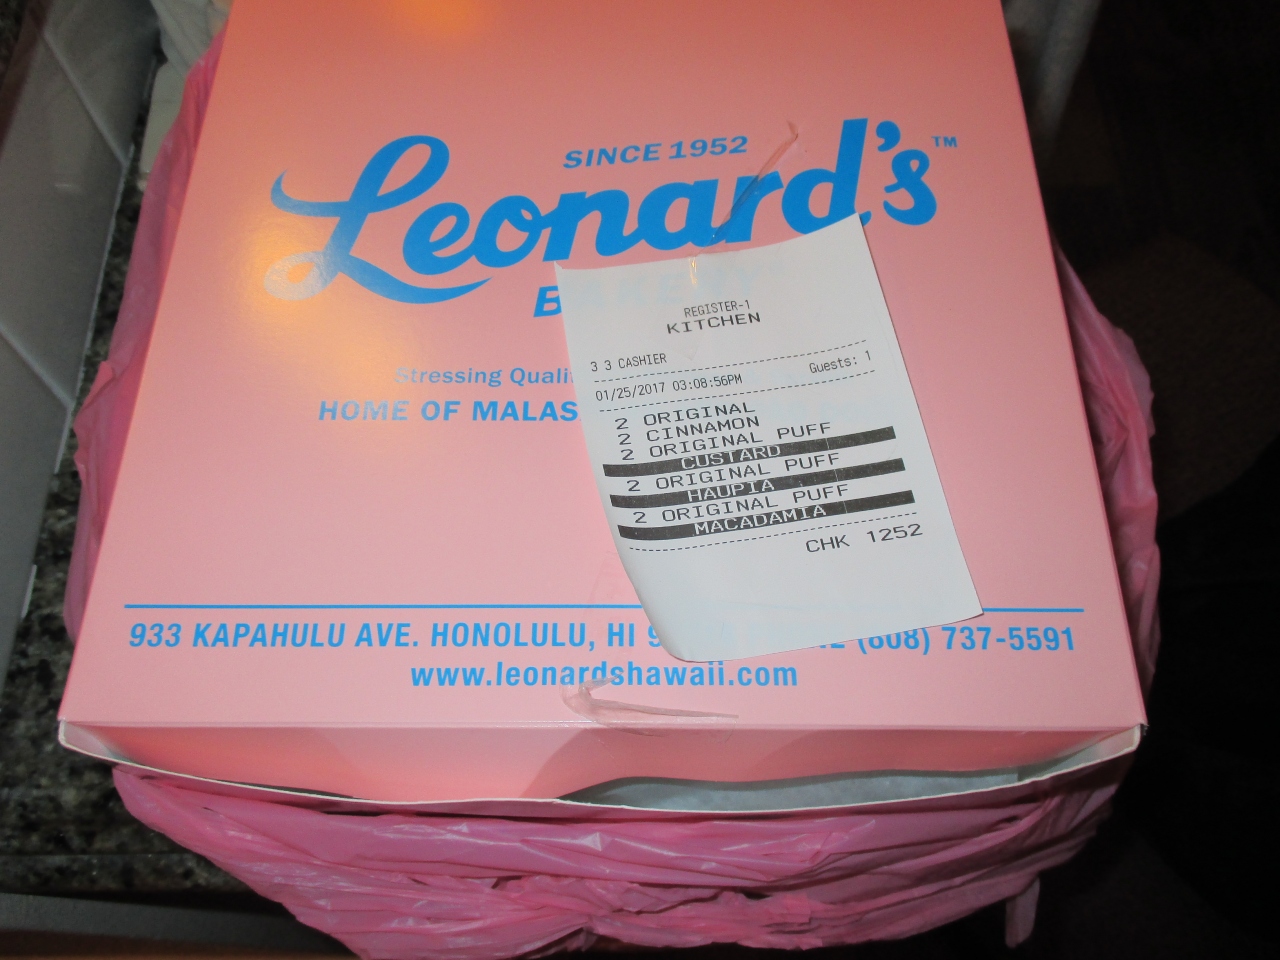 SINCE 1952
Leonard's™
BAKERY
REGISTER-1
KITCHEN
3 3 CASHIER
Guests: 1
01/25/2017 03:08:56PM
2 ORIGINAL
2 CINNAMON
2 ORIGINAL PUFF
CUSTARD
2 ORIGINAL PUFF
HAUPIA
2 ORIGINAL PUFF
MACADAMIA
CHK 1252
Stressing
HOME OF
933 KAPAHULU AVE. HONOLULU, HI (808) 737-5591
www.leonardshawaii.com